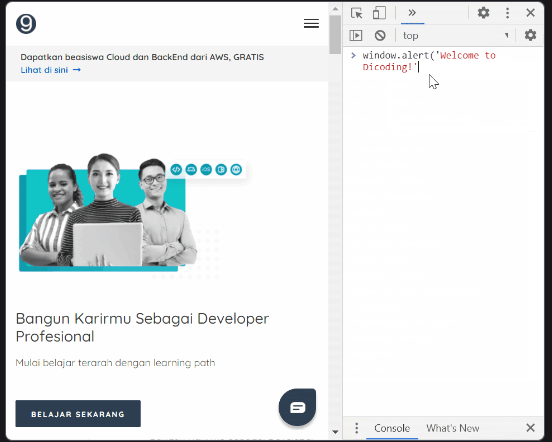 Dapatkan beasiswa Cloud dan BackEnd dari AWS, GRATIS
Lihat di sini →
Bangun Karirmu Sebagai Developer
Profesional
Mulai belajar terarah dengan learning path
BELAJAR SEKARANG
»
top
> window.alert('Welcome to
Dicoding!'
Console What's New